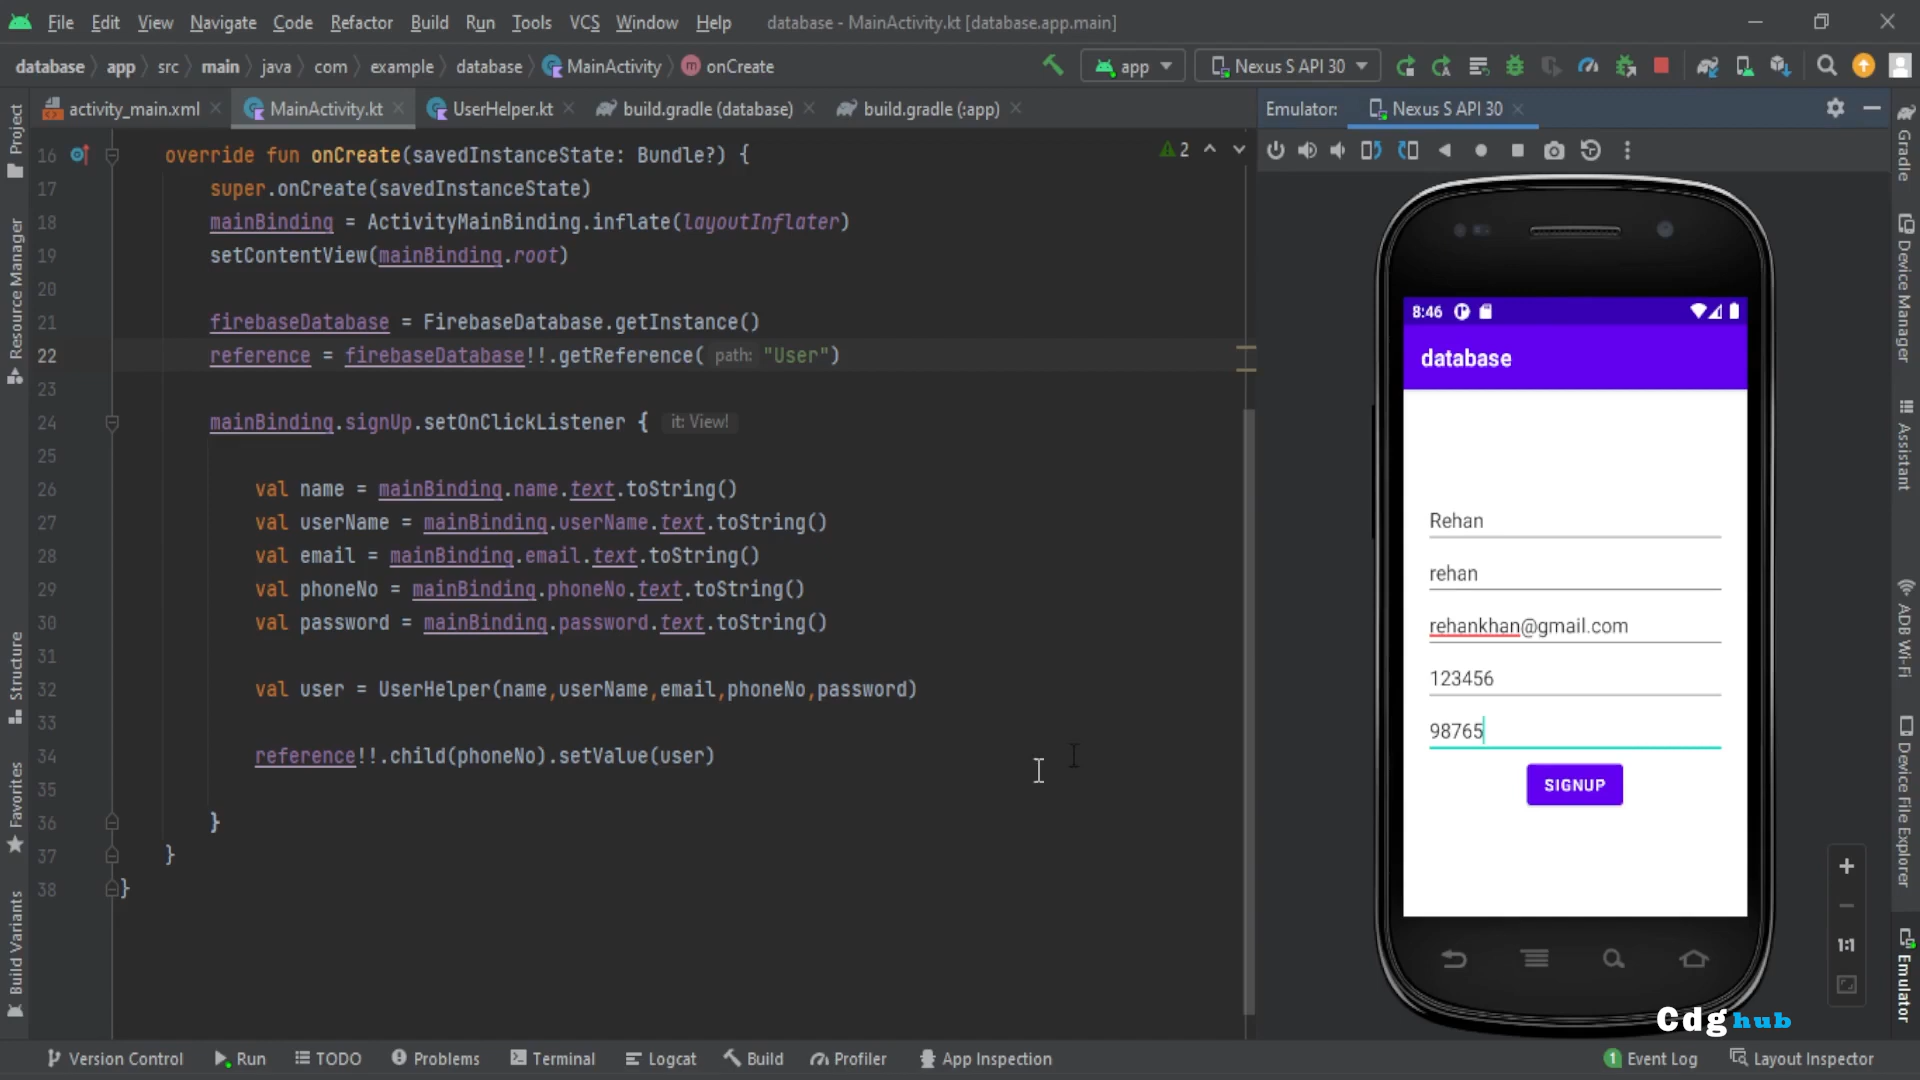 File Edit View Navigate Code Refactor Build Run Tools VCS Window Help database - MainActivity.kt [database.app.main]
database app src main java com example database MainActivity onCreate app Nexus S API 30
activity_main.xml MainActivity.kt UserHelper.kt build.gradle (database) build.gradle (:app) Emulator: Nexus S API 30
16 override fun onCreate(savedInstanceState: Bundle?) { 2
17 super.onCreate(savedInstanceState)
18 mainBinding = ActivityMainBinding.inflate(layoutInflater)
19 setContentView(mainBinding.root)
20
21 firebaseDatabase = FirebaseDatabase.getInstance()
22 reference = firebaseDatabase!!.getReference( path: "User")
23
24 mainBinding.signUp.setOnClickListener { it: View!
25
26 val name = mainBinding.name.text.toString()
27 val userName = mainBinding.userName.text.toString()
28 val email = mainBinding.email.text.toString()
29 val phoneNo = mainBinding.phoneNo.text.toString()
30 val password = mainBinding.password.text.toString()
31
32 val user = UserHelper(name,userName,email,phoneNo,password)
33
34 reference!!.child(phoneNo).setValue(user)
35
36 }
37 }
38 }
Project
Resource Manager
Structure
Favorites
Build Variants
8:46
database
Rehan
rehan
rehankhan@gmail.com
123456
98765
SIGNUP
Gradle
Device Manager
Assistant
ADB Wi-Fi
Device File Explorer
Emulator
1:1
Cdg hub
Version Control Run TODO Problems Terminal Logcat Build Profiler App Inspection 1 Event Log Layout Inspector